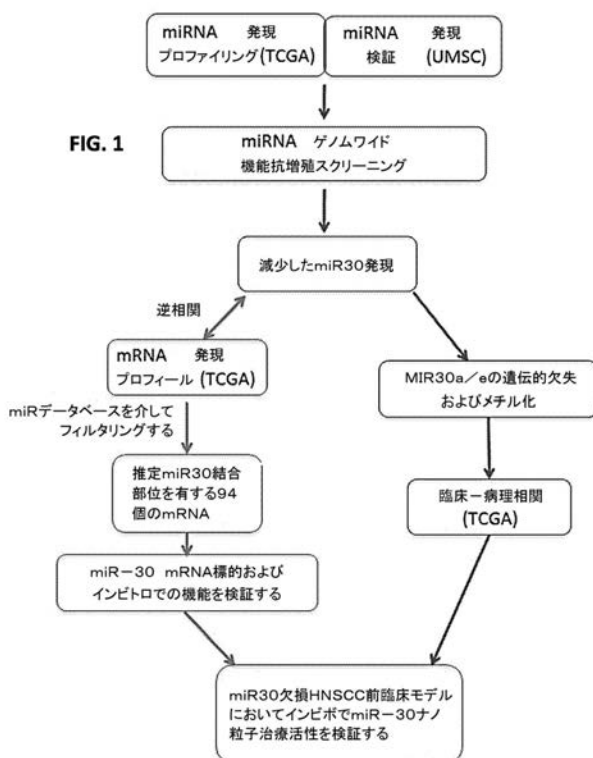 miRNA 発現
プロファイリング(TCGA)
miRNA 発現
検証 (UMSC)
FIG. 1
miRNA ゲノムワイド
機能抗増殖スクリーニング
減少したmiR30発現
逆相関
mRNA 発現
プロフィール(TCGA)
MIR30a/eの遺伝的欠失
およびメチル化
miRデータベースを介して
フィルタリングする
推定miR30結合
部位を有する94
個のmRNA
臨床-病理相関
(TCGA)
miR-30 mRNA標的および
インビトロでの機能を検証する
miR30欠損HNSCC前臨床モデル
においてインビボでmiR-30ナノ
粒子治療活性を検証する